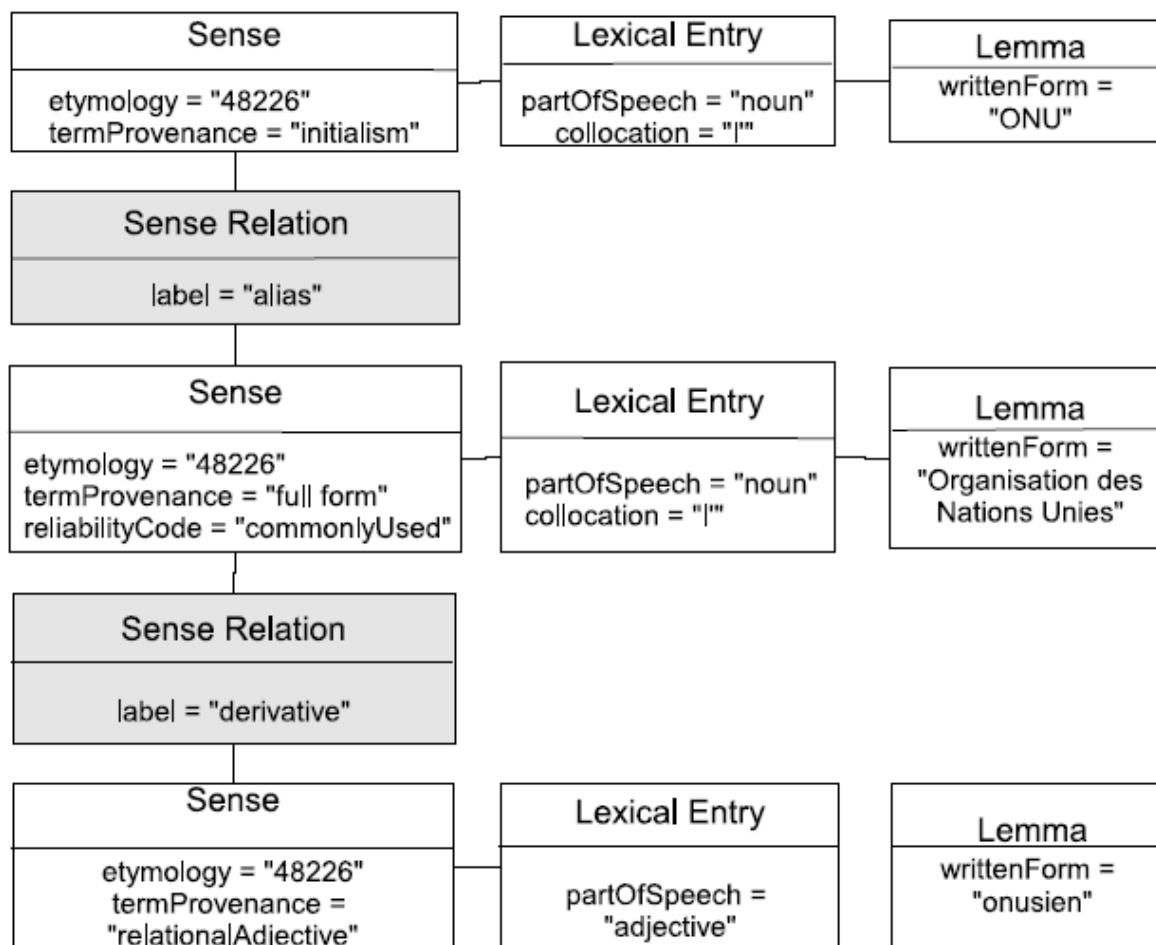 Sense
etymology = "48226"
termProvenance = "initialism"
Lexical Entry
partOfSpeech = "noun"
collocation = "l'"
Lemma
writtenForm =
"ONU"
Sense Relation
label = "alias"
Sense
etymology = "48226"
termProvenance = "full form"
reliabilityCode = "commonlyUsed"
Lexical Entry
partOfSpeech = "noun"
collocation = "l'"
Lemma
writtenForm =
"Organisation des
Nations Unies"
Sense Relation
label = "derivative"
Sense
etymology = "48226"
termProvenance =
"relationalAdjective"
Lexical Entry
partOfSpeech =
"adjective"
Lemma
writtenForm =
"onusien"